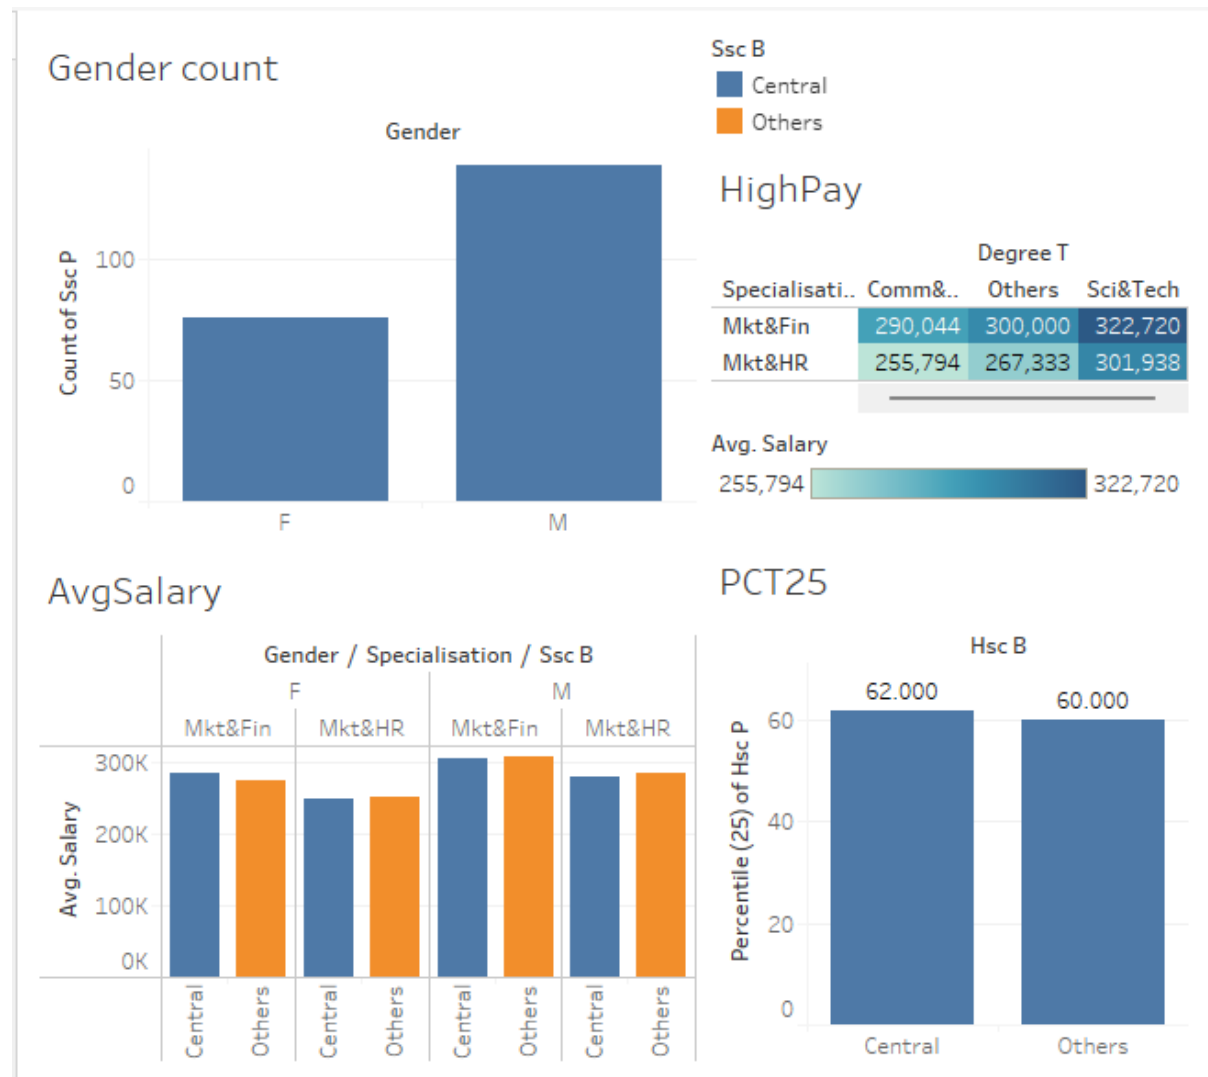 Gender count
Gender
Count of Ssc P
100
50
0
F
M
Ssc B
Central
Others
HighPay
Degree T
Specialisati.. Comm&.. Others Sci&Tech
Mkt&Fin 290,044 300,000 322,720
Mkt&HR 255,794 267,333 301,938
Avg. Salary
255,794 322,720
AvgSalary
Gender / Specialisation / Ssc B
F M
Mkt&Fin Mkt&HR Mkt&Fin Mkt&HR
Avg. Salary
300K
200K
100K
0K
Central Others Central Others Central Others Central Others
PCT25
Hsc B
Percentile (25) of Hsc P
62.000 60.000
60
40
20
0
Central Others